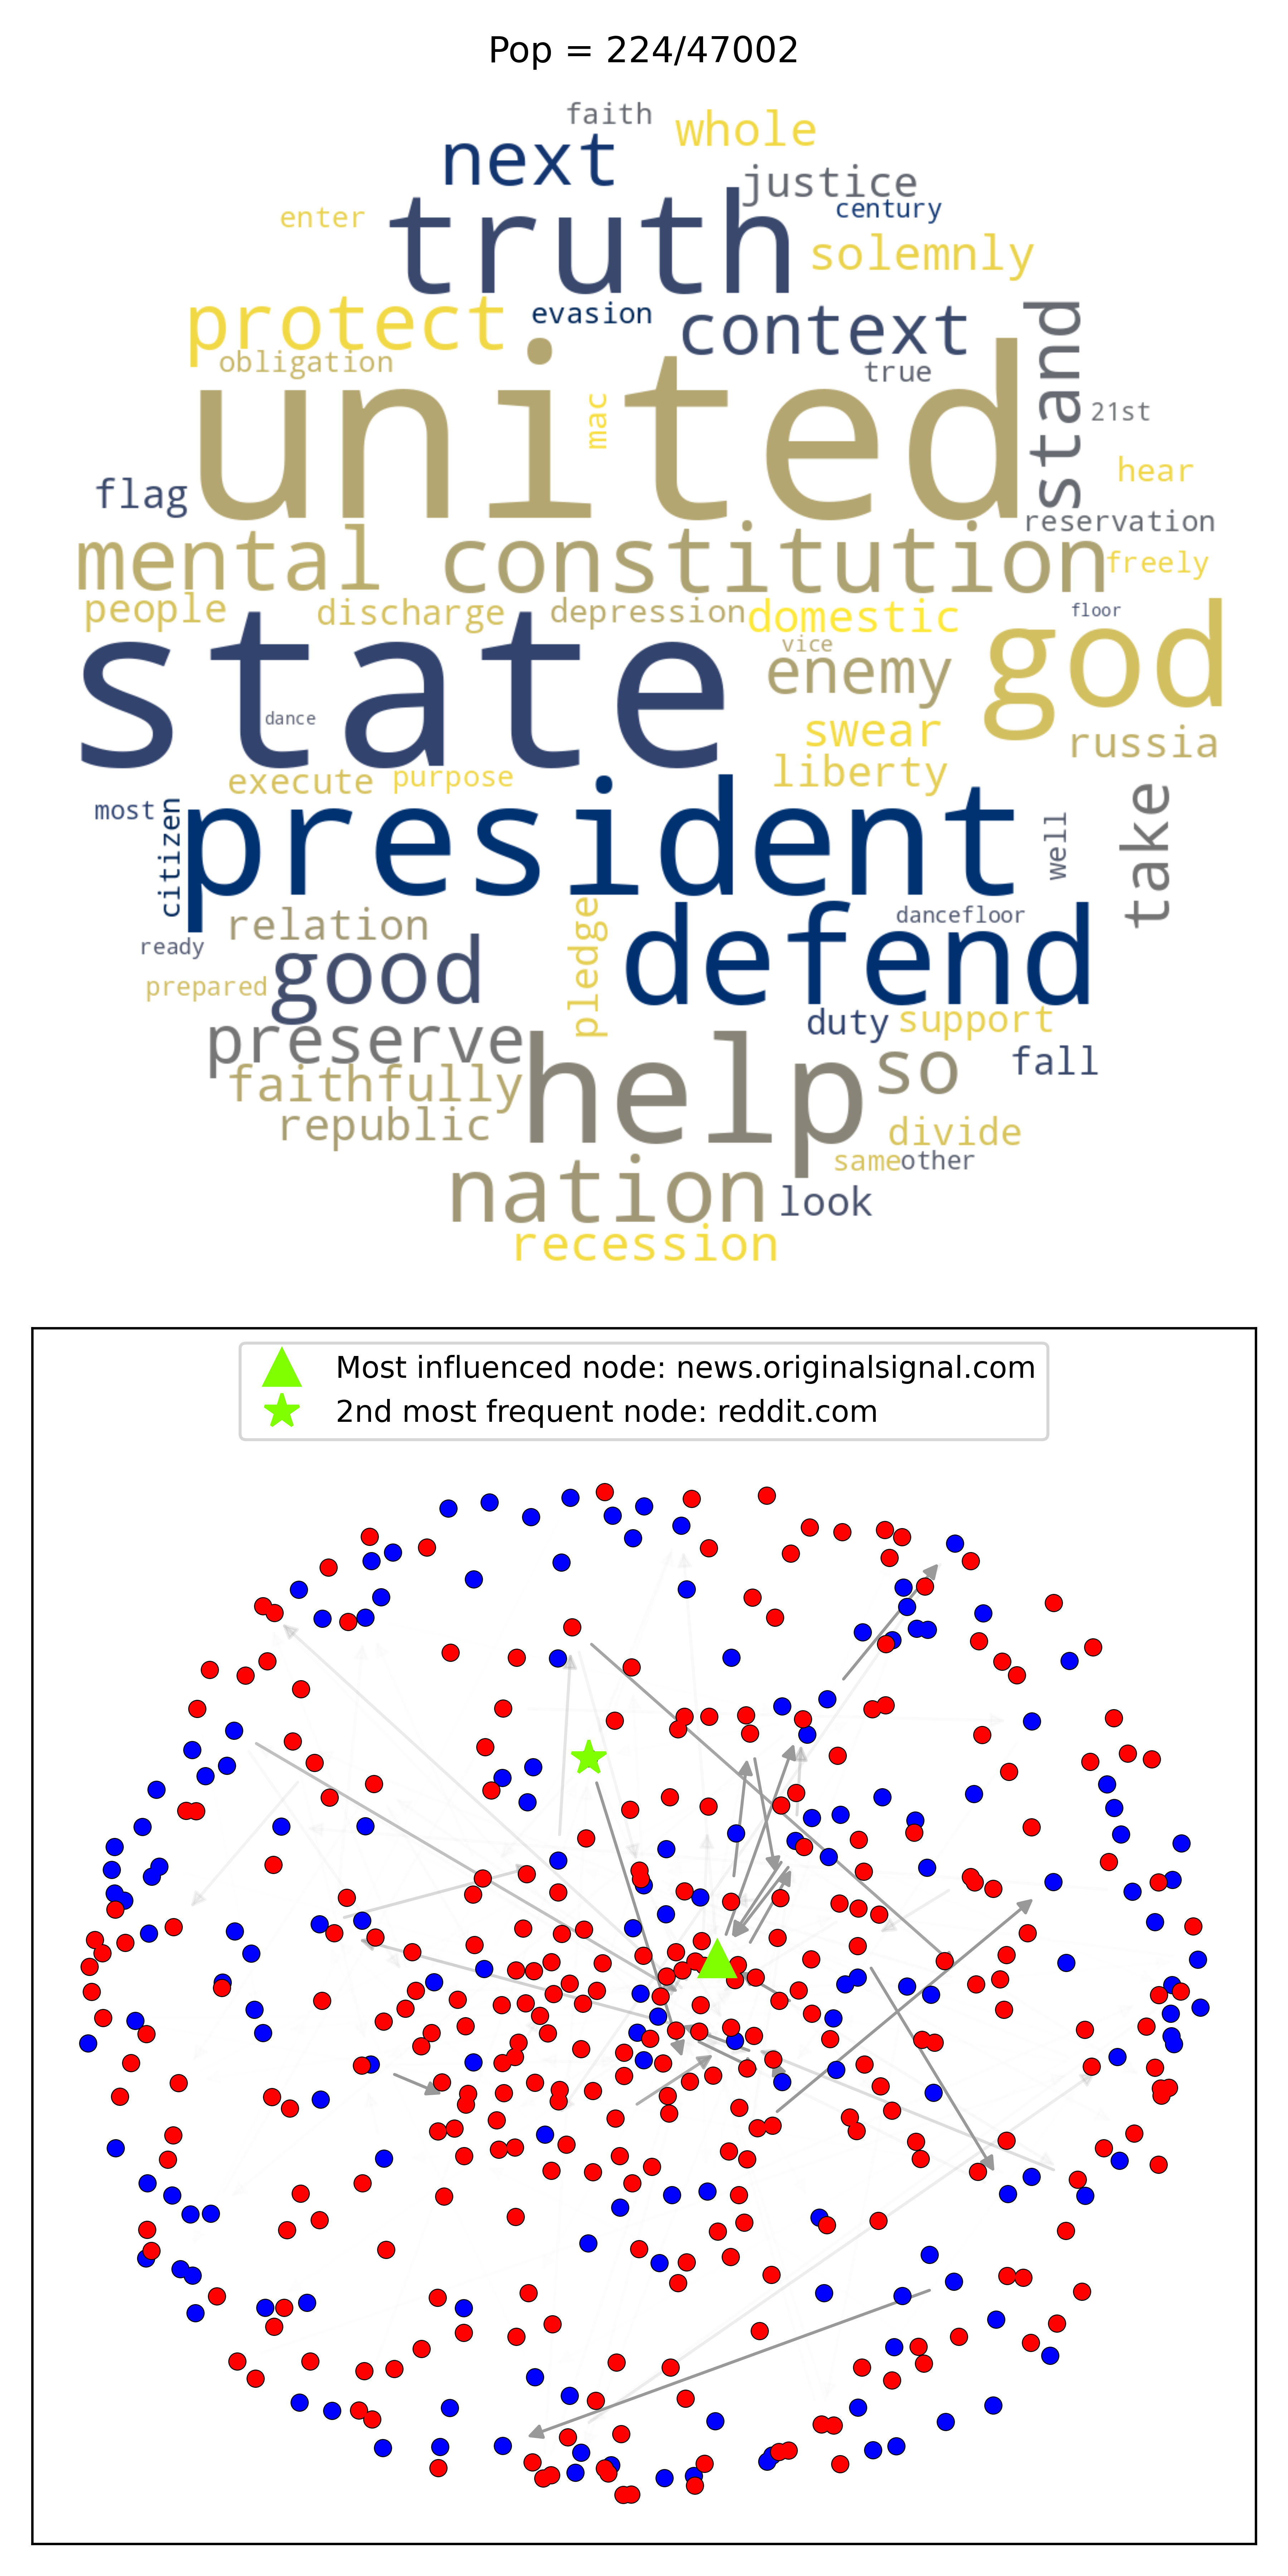 Pop = 224/47002
faith
whole
next
justice
century
truth
enter
solemnly
protect
evasion
context
stand
obligation
true
united
mac
21st
hear
flag
reservation
mental
constitution
freely
people
discharge
depression
domestic
floor
vice
state
enemy
god
dance
swear
russia
execute
purpose
liberty
most
citizen
president
well
take
relation
pledge
dancefloor
ready
good
defend
prepared
duty
support
preserve
help
so
fall
faithfully
republic
divide
same
other
nation
look
recession
Most influenced node: news.originalsignal.com
2nd most frequent node: reddit.com